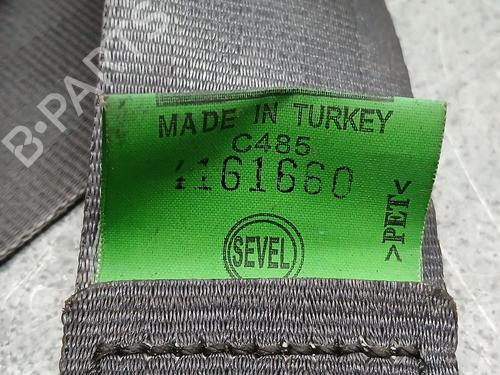 MADE IN TURKEY
C485
161660
SEVEL
>PET<
B-PARTS